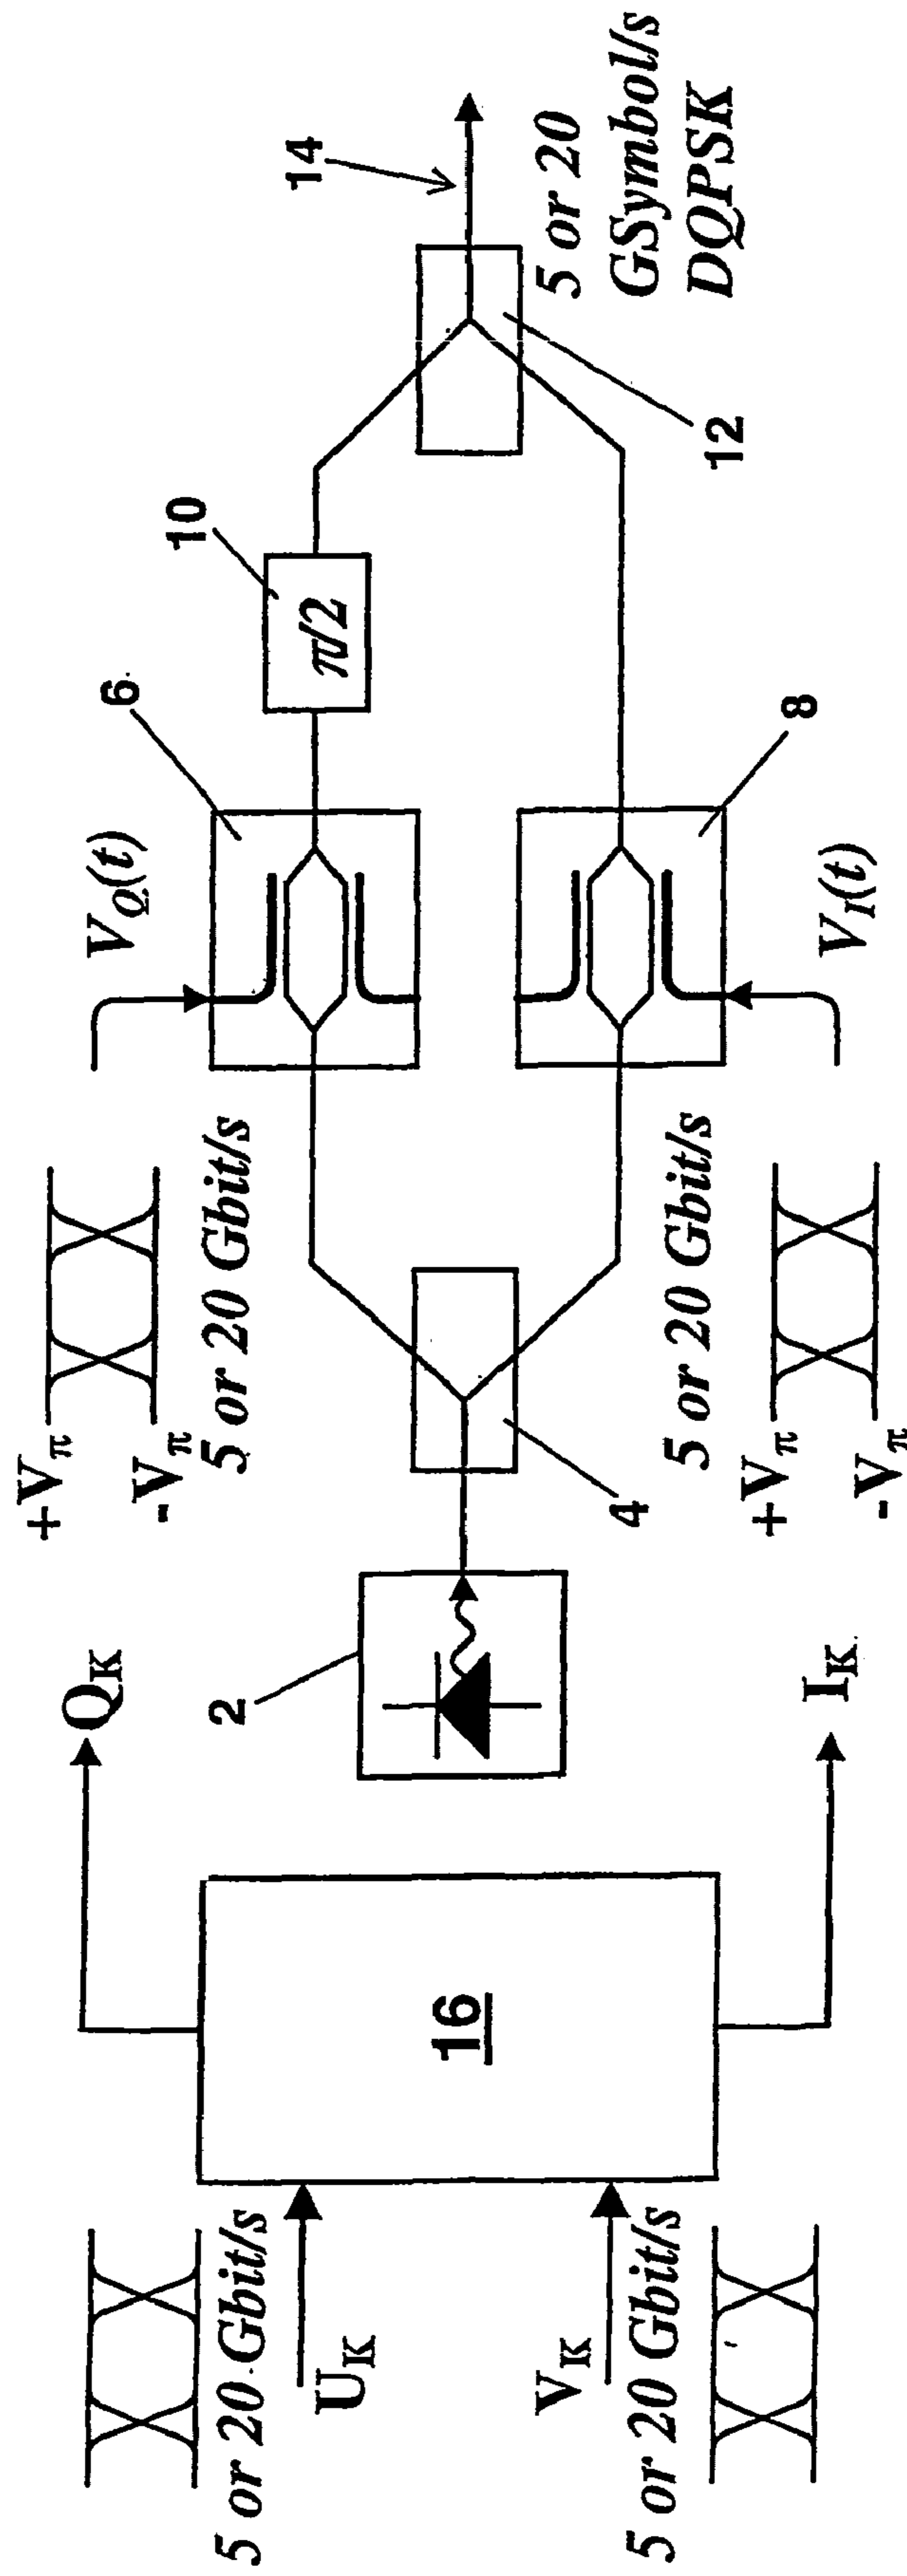 5 or 20 Gbit/s
U_K
V_K
5 or 20 Gbit/s
16
Q_K
I_K
2
+V_π
-V_π
5 or 20 Gbit/s
4
5 or 20 Gbit/s
+V_π
-V_π
V_Q(t)
6
8
V_I(t)
10
π/2
12
14
5 or 20
GSymbol/s
DQPSK